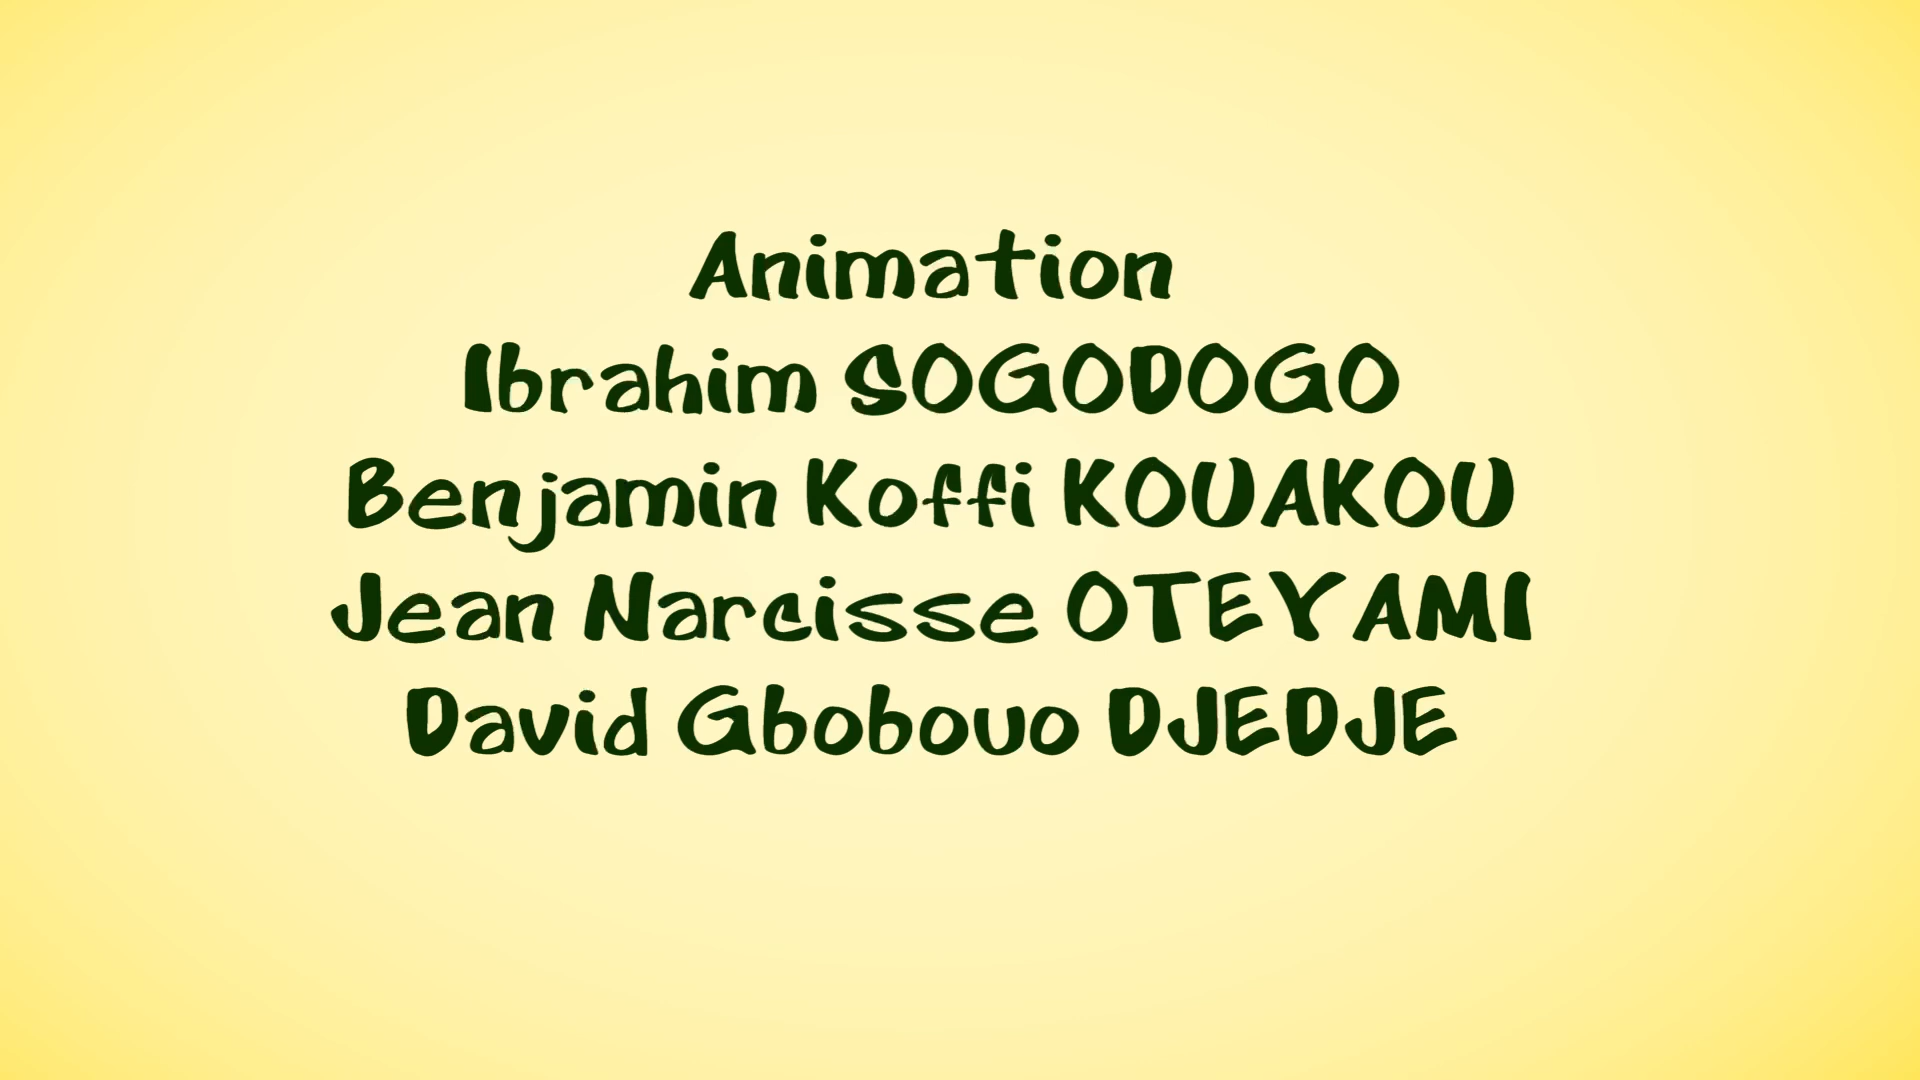 Animation
Ibrahim SOGODOGO
Benjamin Koffi KOUAKOU
Jean Narcisse OTEYAMI
David Gbobouo DJEDJE